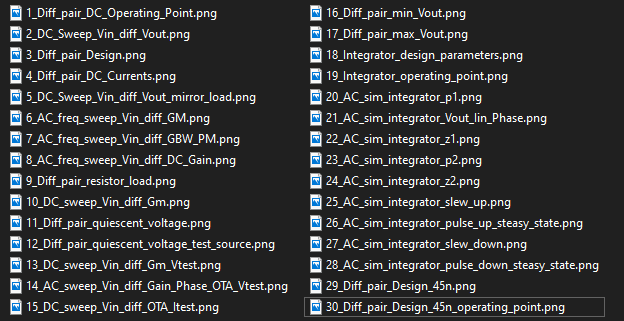 1_Diff_pair_DC_Operating_Point.png
2_DC_Sweep_Vin_diff_Vout.png
3_Diff_pair_Design.png
4_Diff_pair_DC_Currents.png
5_DC_Sweep_Vin_diff_Vout_mirror_load.png
6_AC_freq_sweep_Vin_diff_GM.png
7_AC_freq_sweep_Vin_diff_GBW_PM.png
8_AC_freq_sweep_Vin_diff_DC_Gain.png
9_Diff_pair_resistor_load.png
10_DC_sweep_Vin_diff_Gm.png
11_Diff_pair_quiescent_voltage.png
12_Diff_pair_quiescent_voltage_test_source.png
13_DC_sweep_Vin_diff_Gm_Vtest.png
14_AC_sweep_Vin_diff_Gain_Phase_OTA_Vtest.png
15_DC_sweep_Vin_diff_OTA_Itest.png
16_Diff_pair_min_Vout.png
17_Diff_pair_max_Vout.png
18_Integrator_design_parameters.png
19_Integrator_operating_point.png
20_AC_sim_integrator_p1.png
21_AC_sim_integrator_Vout_lin_Phase.png
22_AC_sim_integrator_z1.png
23_AC_sim_integrator_p2.png
24_AC_sim_integrator_z2.png
25_AC_sim_integrator_slew_up.png
26_AC_sim_integrator_pulse_up_steasy_state.png
27_AC_sim_integrator_slew_down.png
28_AC_sim_integrator_pulse_down_steasy_state.png
29_Diff_pair_Design_45n.png
30_Diff_pair_Design_45n_operating_point.png